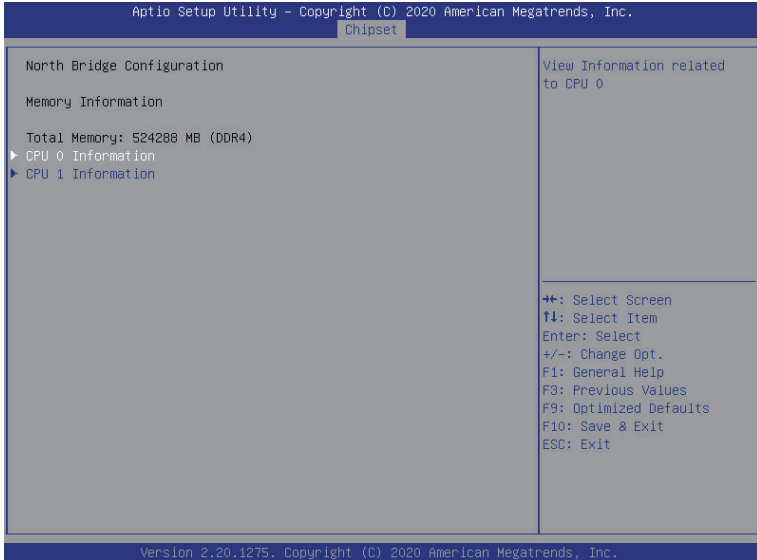 Aptio Setup Utility – Copyright (C) 2020 American Megatrends, Inc.
Chipset
North Bridge Configuration
Memory Information
Total Memory: 524288 MB (DDR4)
▶ CPU 0 Information
▶ CPU 1 Information
View Information related
to CPU 0
→←: Select Screen
↑↓: Select Item
Enter: Select
+/-: Change Opt.
F1: General Help
F3: Previous Values
F9: Optimized Defaults
F10: Save & Exit
ESC: Exit
Version 2.20.1275. Copyright (C) 2020 American Megatrends, Inc.